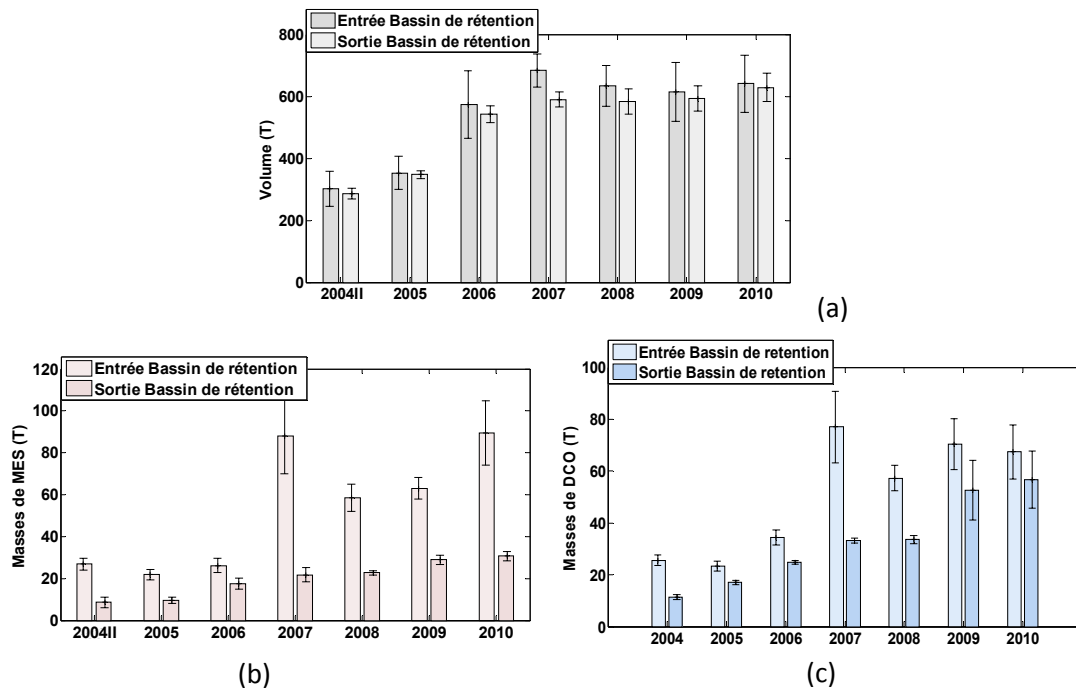 Entrée Bassin de rétention
Sortie Bassin de rétention
800
600
400
200
0
Volume (T)
2004II 2005 2006 2007 2008 2009 2010
(a)
Entrée Bassin de rétention
Sortie Bassin de rétention
120
100
80
60
40
20
0
Masses de MES (T)
2004II 2005 2006 2007 2008 2009 2010
(b)
Entrée Bassin de retention
Sortie Bassin de retention
100
80
60
40
20
0
Masses de DCO (T)
2004 2005 2006 2007 2008 2009 2010
(c)